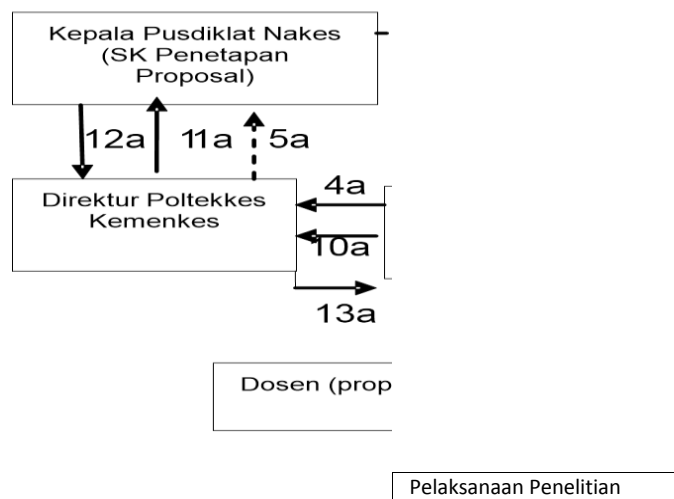 Kepala Pusdiklat Nakes
(SK Penetapan
Proposal)
12a 11a 5a
Direktur Poltekkes
Kemenkes
4a
10a
13a
Dosen (prop
Pelaksanaan Penelitian